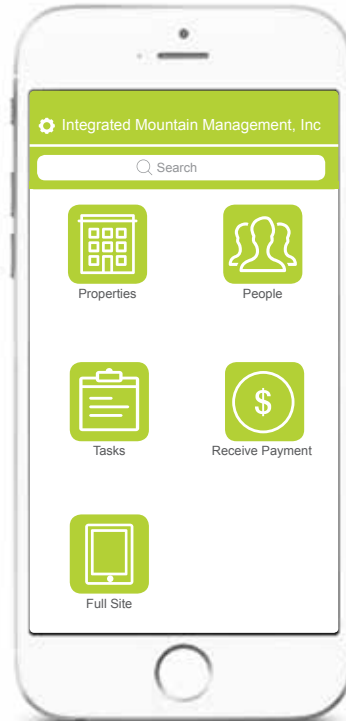 Integrated Mountain Management, Inc
Search
Properties
People
Tasks
$
Receive Payment
Full Site